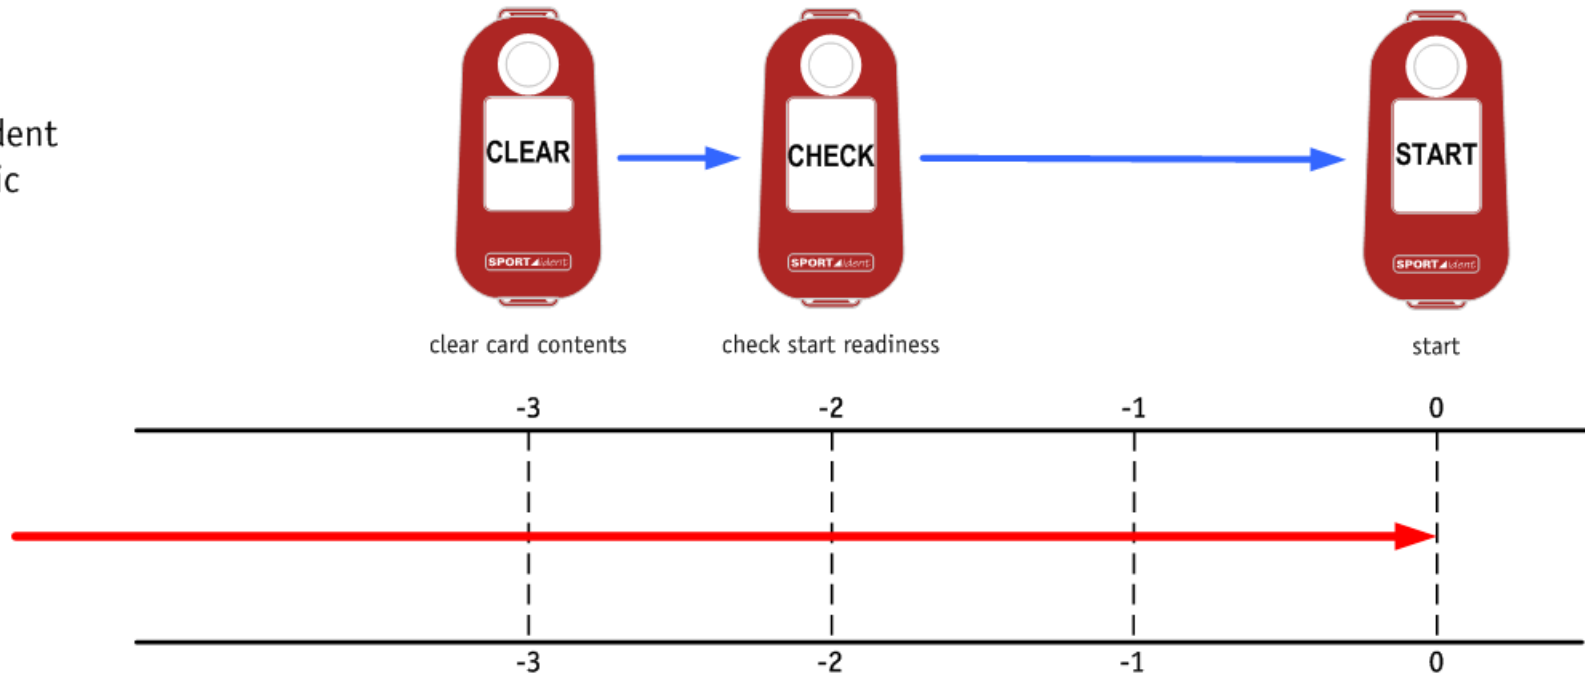 dent
ic
CLEAR
CHECK
START
SPORTident
SPORTident
SPORTident
clear card contents
check start readiness
start
-3
-2
-1
0
-3
-2
-1
0